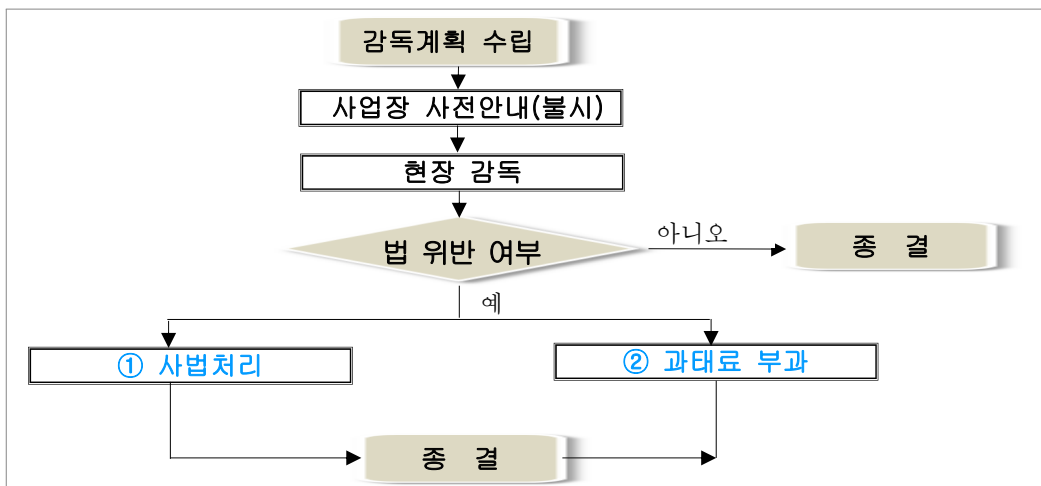 감독계획 수립
사업장 사전안내(불시)
현장 감독
법 위반 여부
아니오
종 결
예
① 사법처리
② 과태료 부과
종 결